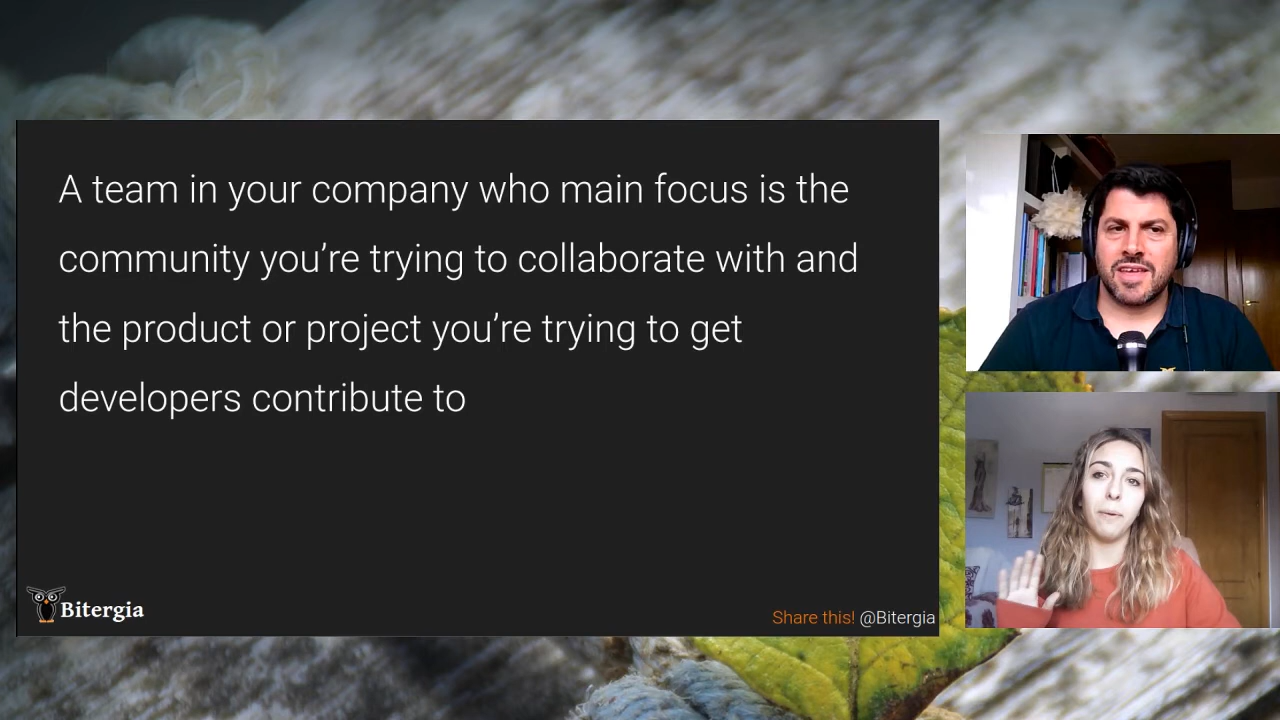 A team in your company who main focus is the
community you’re trying to collaborate with and
the product or project you’re trying to get
developers contribute to
Bitergia
Share this! @Bitergia